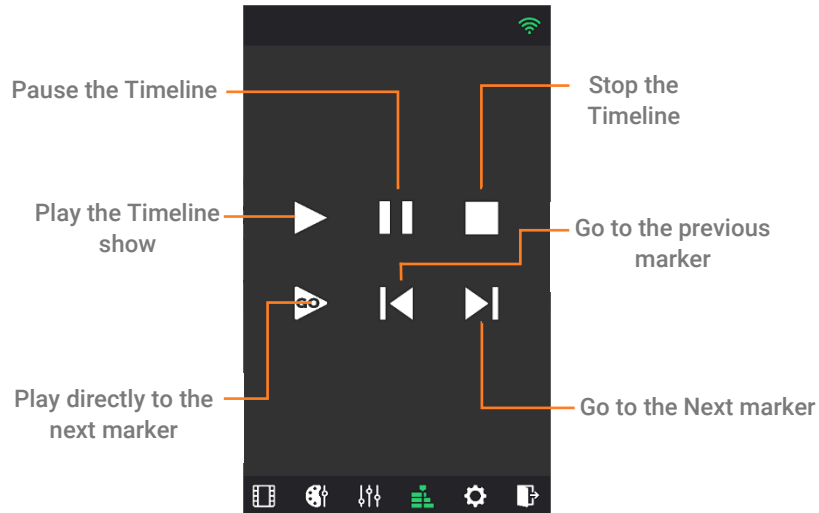 Pause the Timeline
Stop the
Timeline
Play the Timeline
show
Go to the previous
marker
GO
Play directly to the
next marker
Go to the Next marker